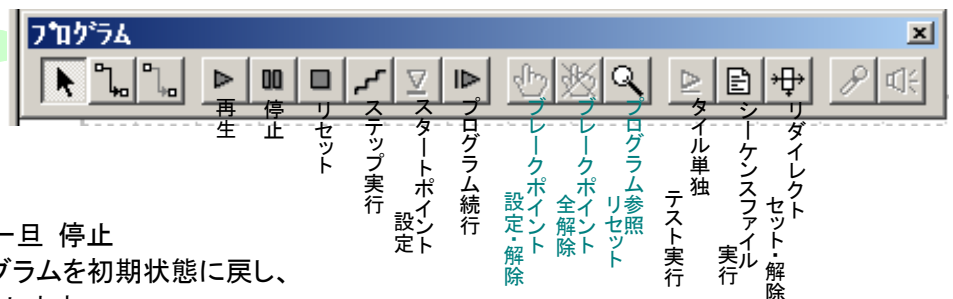 プログラム
再生
停止
リセット
ステップ実行
スタートポイント
設定
プログラム続行
ブレークポイント
設定・解除
ブレークポイント
全解除
プログラム参照
リセット
タイル単独
テスト実行
シーケンスファイル
実行
リダイレクト
セット・解除
一旦 停止
グラムを初期状態に戻し、